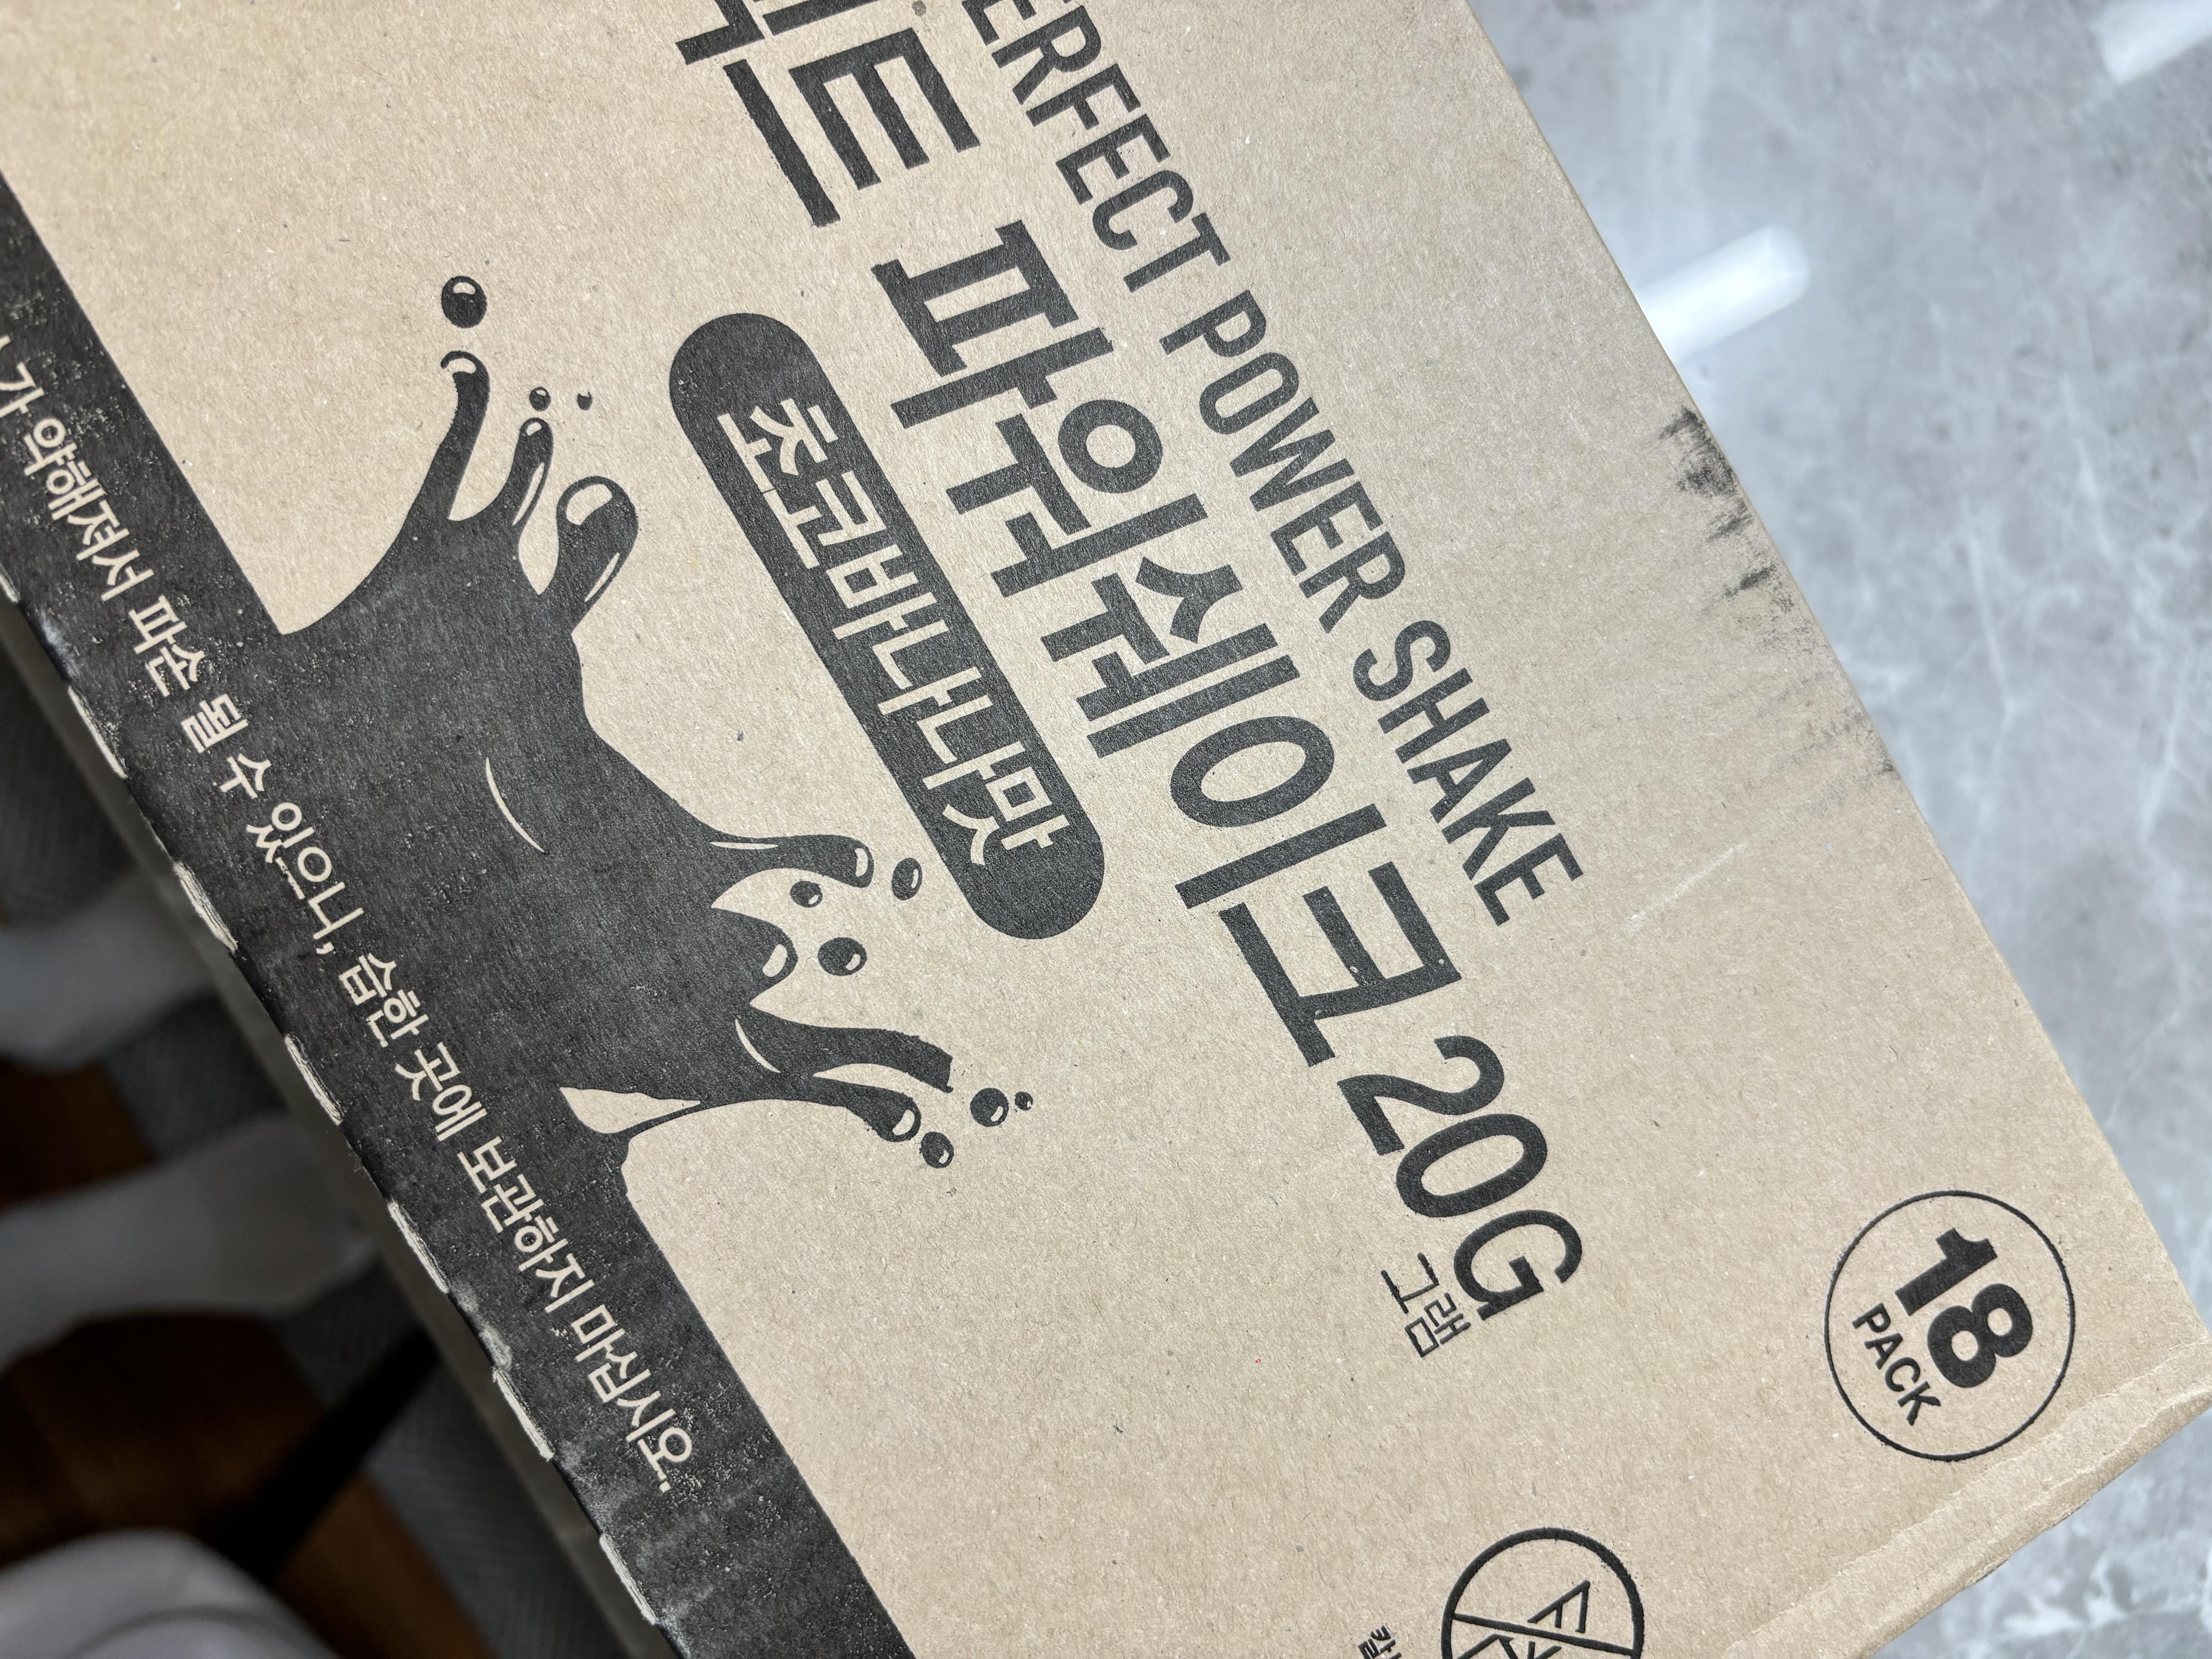 ERFECT POWER SHAKE
트 파워쉐이크 20G
그램
초코바나나맛
18
PACK
가 약해져서 파손 될 수 있으니, 습한 곳에 보관하지 마십시오.